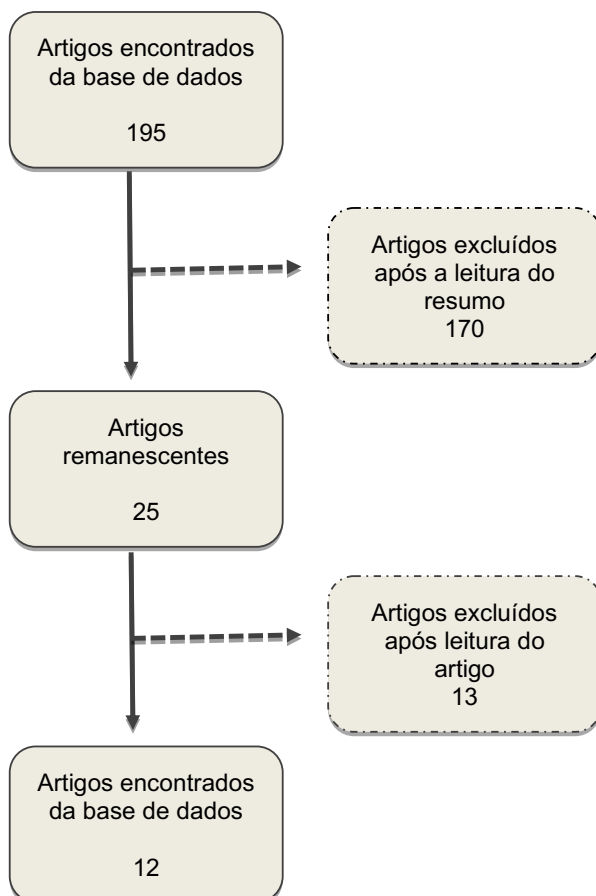 Artigos encontrados
da base de dados
195
Artigos excluídos
após a leitura do
resumo
170
Artigos
remanescentes
25
Artigos excluídos
após leitura do
artigo
13
Artigos encontrados
da base de dados
12